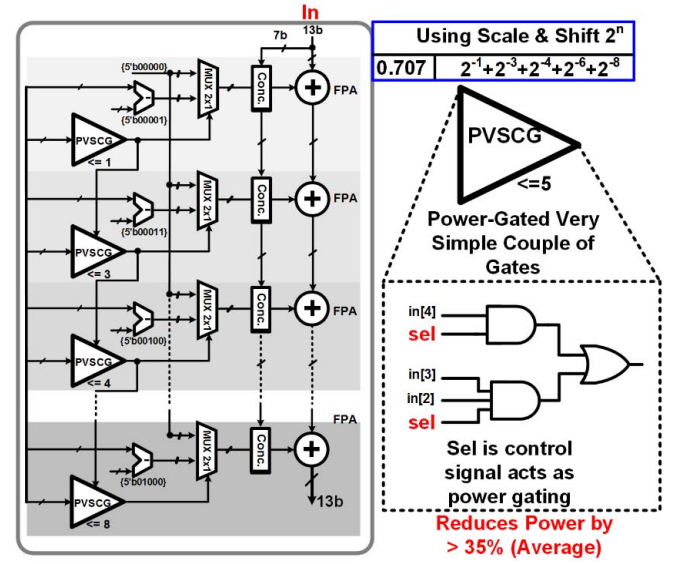 In
7b
13b
{5'b00000}
MUX 2x1
Conc.
+
FPA
{5'b00001}
-
PVSCG
<= 1
MUX 2x1
Conc.
+
FPA
{5'b00011}
-
PVSCG
<= 3
MUX 2x1
Conc.
+
FPA
{5'b00100}
-
PVSCG
<= 4
FPA
MUX 2x1
Conc.
+
{5'b01000}
-
PVSCG
<= 8
13b
Using Scale & Shift 2ⁿ
0.707 2⁻¹+2⁻³+2⁻⁴+2⁻⁶+2⁻⁸
PVSCG
<=5
Power-Gated Very
Simple Couple of
Gates
in[4]
sel
in[3]
in[2]
sel
Sel is control
signal acts as
power gating
Reduces Power by
> 35% (Average)